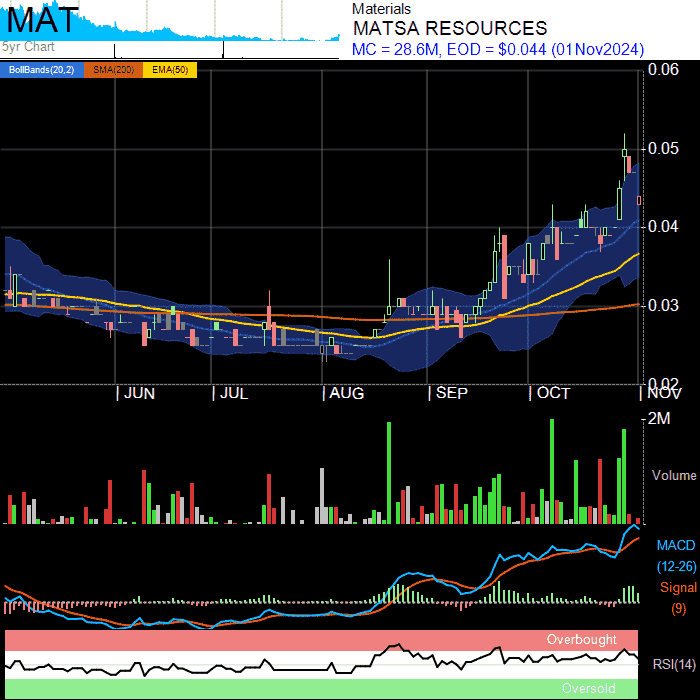 MAT
5yr Chart
Materials
MATSA RESOURCES
MC = 28.6M, EOD = $0.044 (01Nov2024)
BollBands(20,2) SMA(200) EMA(50)
0.06
0.05
0.04
0.03
0.02
JUN JUL AUG SEP OCT NOV
2M
Volume
MACD
(12-26)
Signal
(9)
Overbought
RSI(14)
Oversold